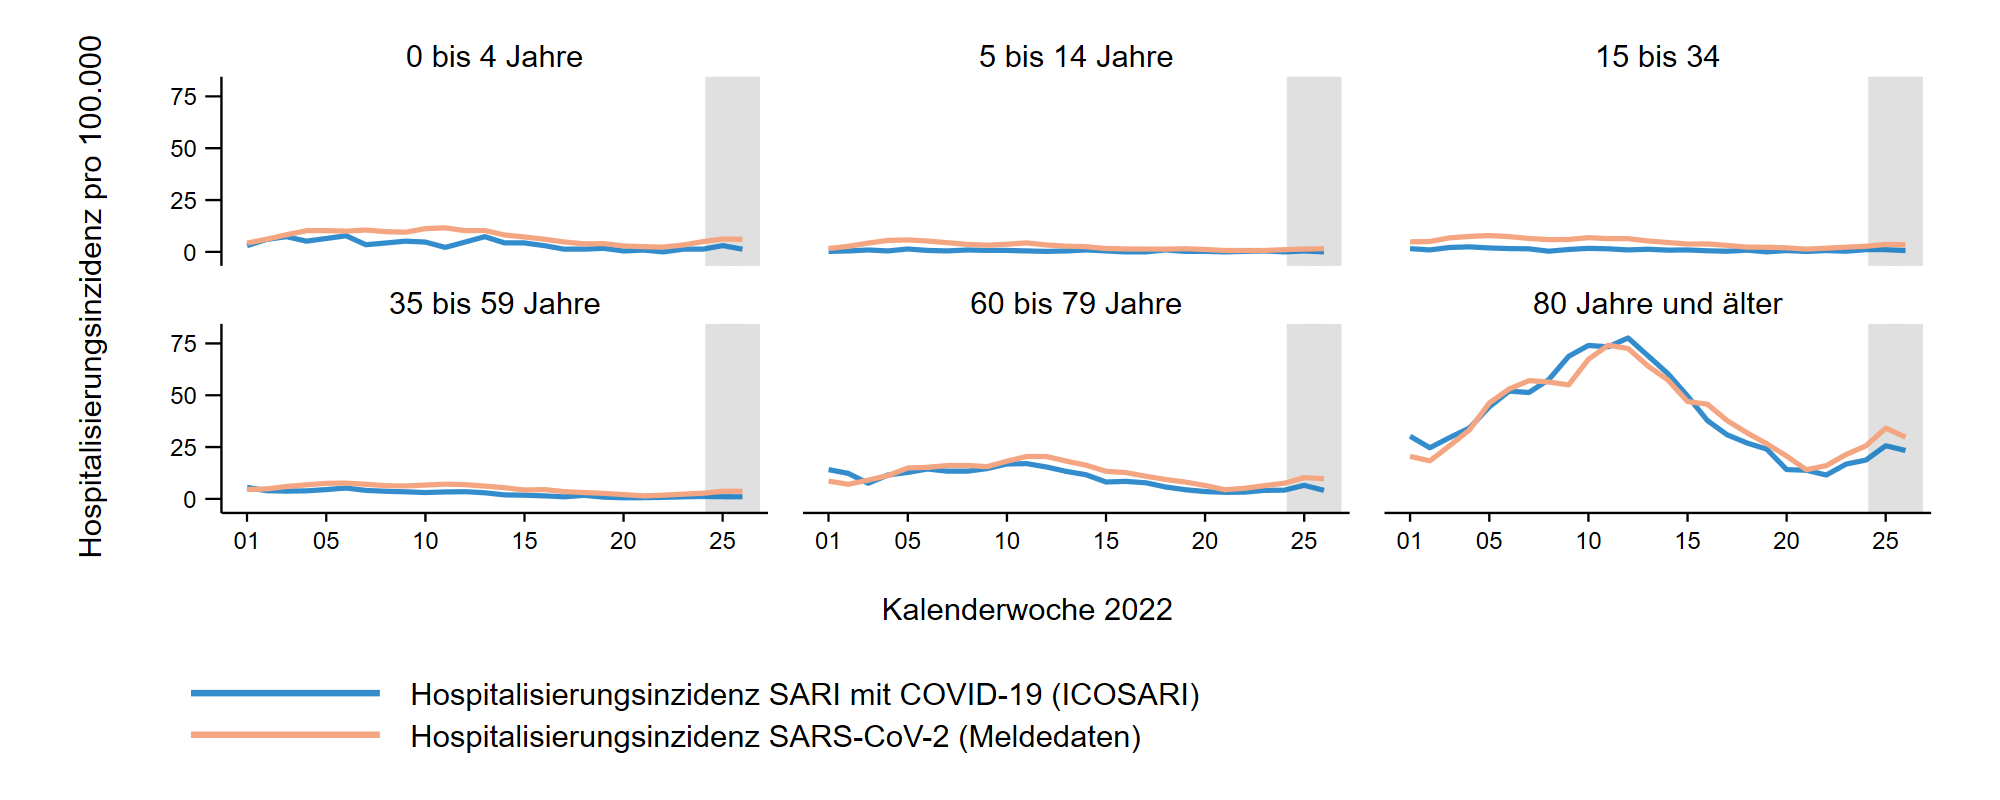 Hospitalisierungsinzidenz pro 100.000
0 bis 4 Jahre
5 bis 14 Jahre
15 bis 34
75
50
25
0
35 bis 59 Jahre
60 bis 79 Jahre
80 Jahre und älter
75
50
25
0
01 05 10 15 20 25
01 05 10 15 20 25
01 05 10 15 20 25
Kalenderwoche 2022
Hospitalisierungsinzidenz SARI mit COVID-19 (ICOSARI)
Hospitalisierungsinzidenz SARS-CoV-2 (Meldedaten)